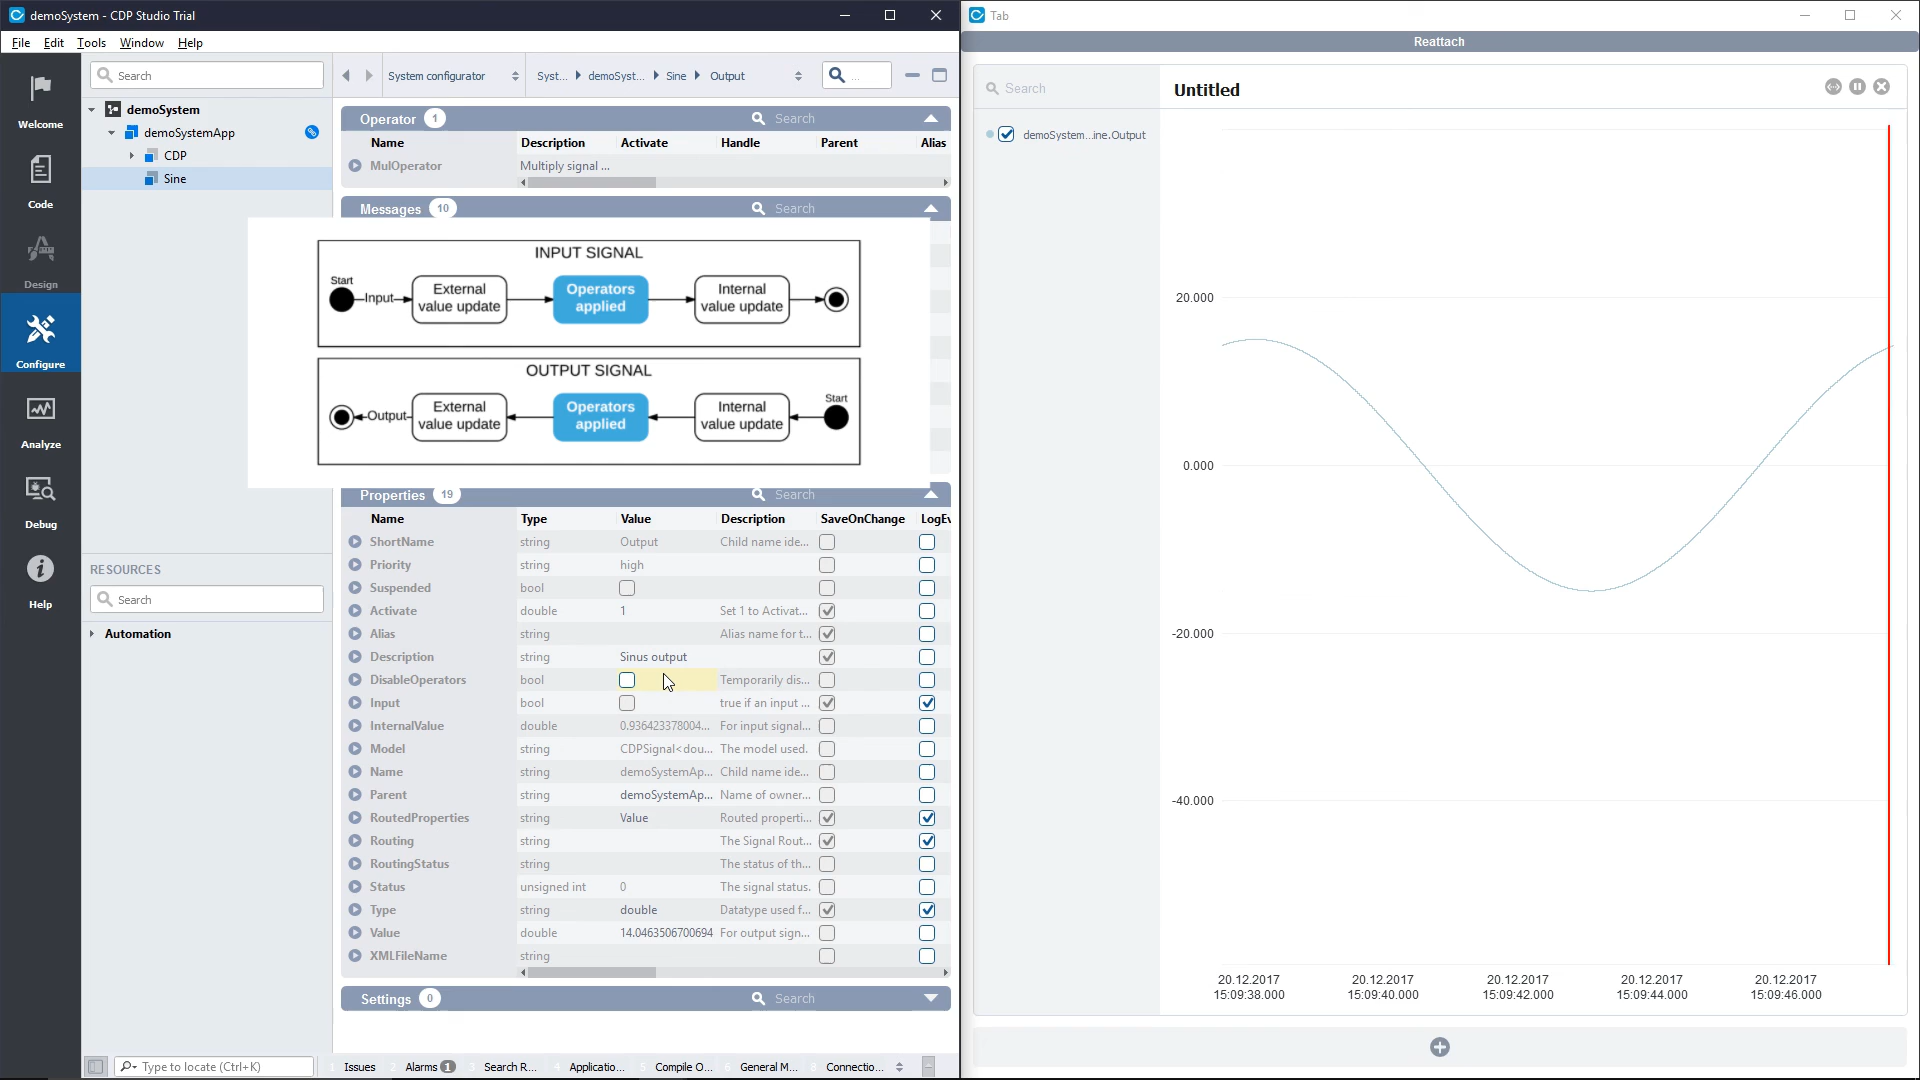 demoSystem - CDP Studio Trial
File Edit Tools Window Help
Welcome
Code
Design
Configure
Analyze
Debug
Help
Search
demoSystem
demoSystemApp
CDP
Sine
RESOURCES
Search
Automation
System configurator Syst... demoSyst... Sine Output ...
Operator 1 Search
Name Description Activate Handle Parent Alias
MulOperator Multiply signal ...
Messages 10 Search
INPUT SIGNAL
Start
Input
External value update
Operators applied
Internal value update
OUTPUT SIGNAL
Output
External value update
Operators applied
Internal value update
Start
Properties 19 Search
Name Type Value Description SaveOnChange LogEv
ShortName string Output Child name ide...
Priority string high
Suspended bool
Activate double 1 Set 1 to Activat...
Alias string Alias name for t...
Description string Sinus output
DisableOperators bool Temporarily dis...
Input bool true if an input ...
InternalValue double 0.936423378004... For input signal...
Model string CDPSignal<dou... The model used.
Name string demoSystemAp... Child name ide...
Parent string demoSystemAp... Name of owner...
RoutedProperties string Value Routed properti...
Routing string The Signal Rout...
RoutingStatus string The status of th...
Status unsigned int 0 The signal status.
Type string double Datatype used f...
Value double 14.0463506700694 For output sign...
XMLFileName string
Settings 0 Search
Type to locate (Ctrl+K) 1 Issues 2 Alarms 1 3 Search R... 4 Applicatio... 5 Compile O... 6 General M... 8 Connectio...
Tab
Reattach
Search
demoSystem...ine.Output
Untitled
20.000
0.000
-20.000
-40.000
20.12.2017 20.12.2017 20.12.2017 20.12.2017 20.12.2017
15:09:38.000 15:09:40.000 15:09:42.000 15:09:44.000 15:09:46.000